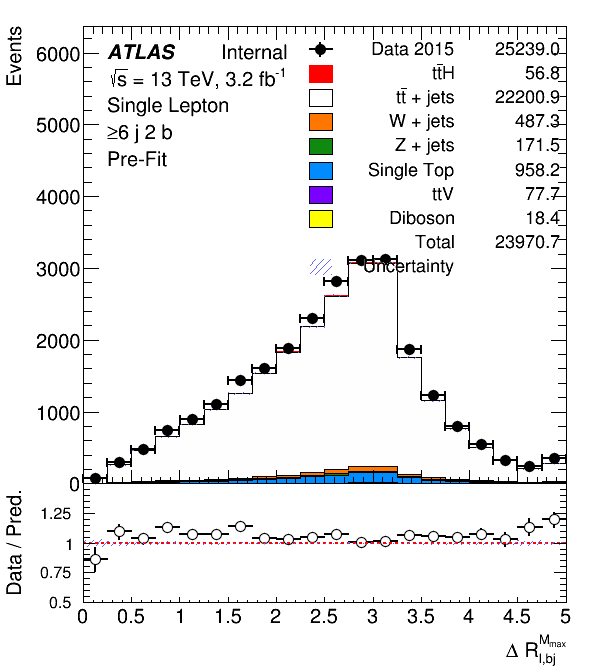 Events
6000
5000
4000
3000
2000
1000
0
ATLAS Internal
√s = 13 TeV, 3.2 fb-1
Single Lepton
≥6 j 2 b
Pre-Fit
Data 2015 25239.0
tt̄H 56.8
tt̄ + jets 22200.9
W + jets 487.3
Z + jets 171.5
Single Top 958.2
ttV 77.7
Diboson 18.4
Total 23970.7
Uncertainty
Data / Pred.
1.25
1
0.75
0.5
0 0.5 1 1.5 2 2.5 3 3.5 4 4.5 5
Δ R l,bj Mmax